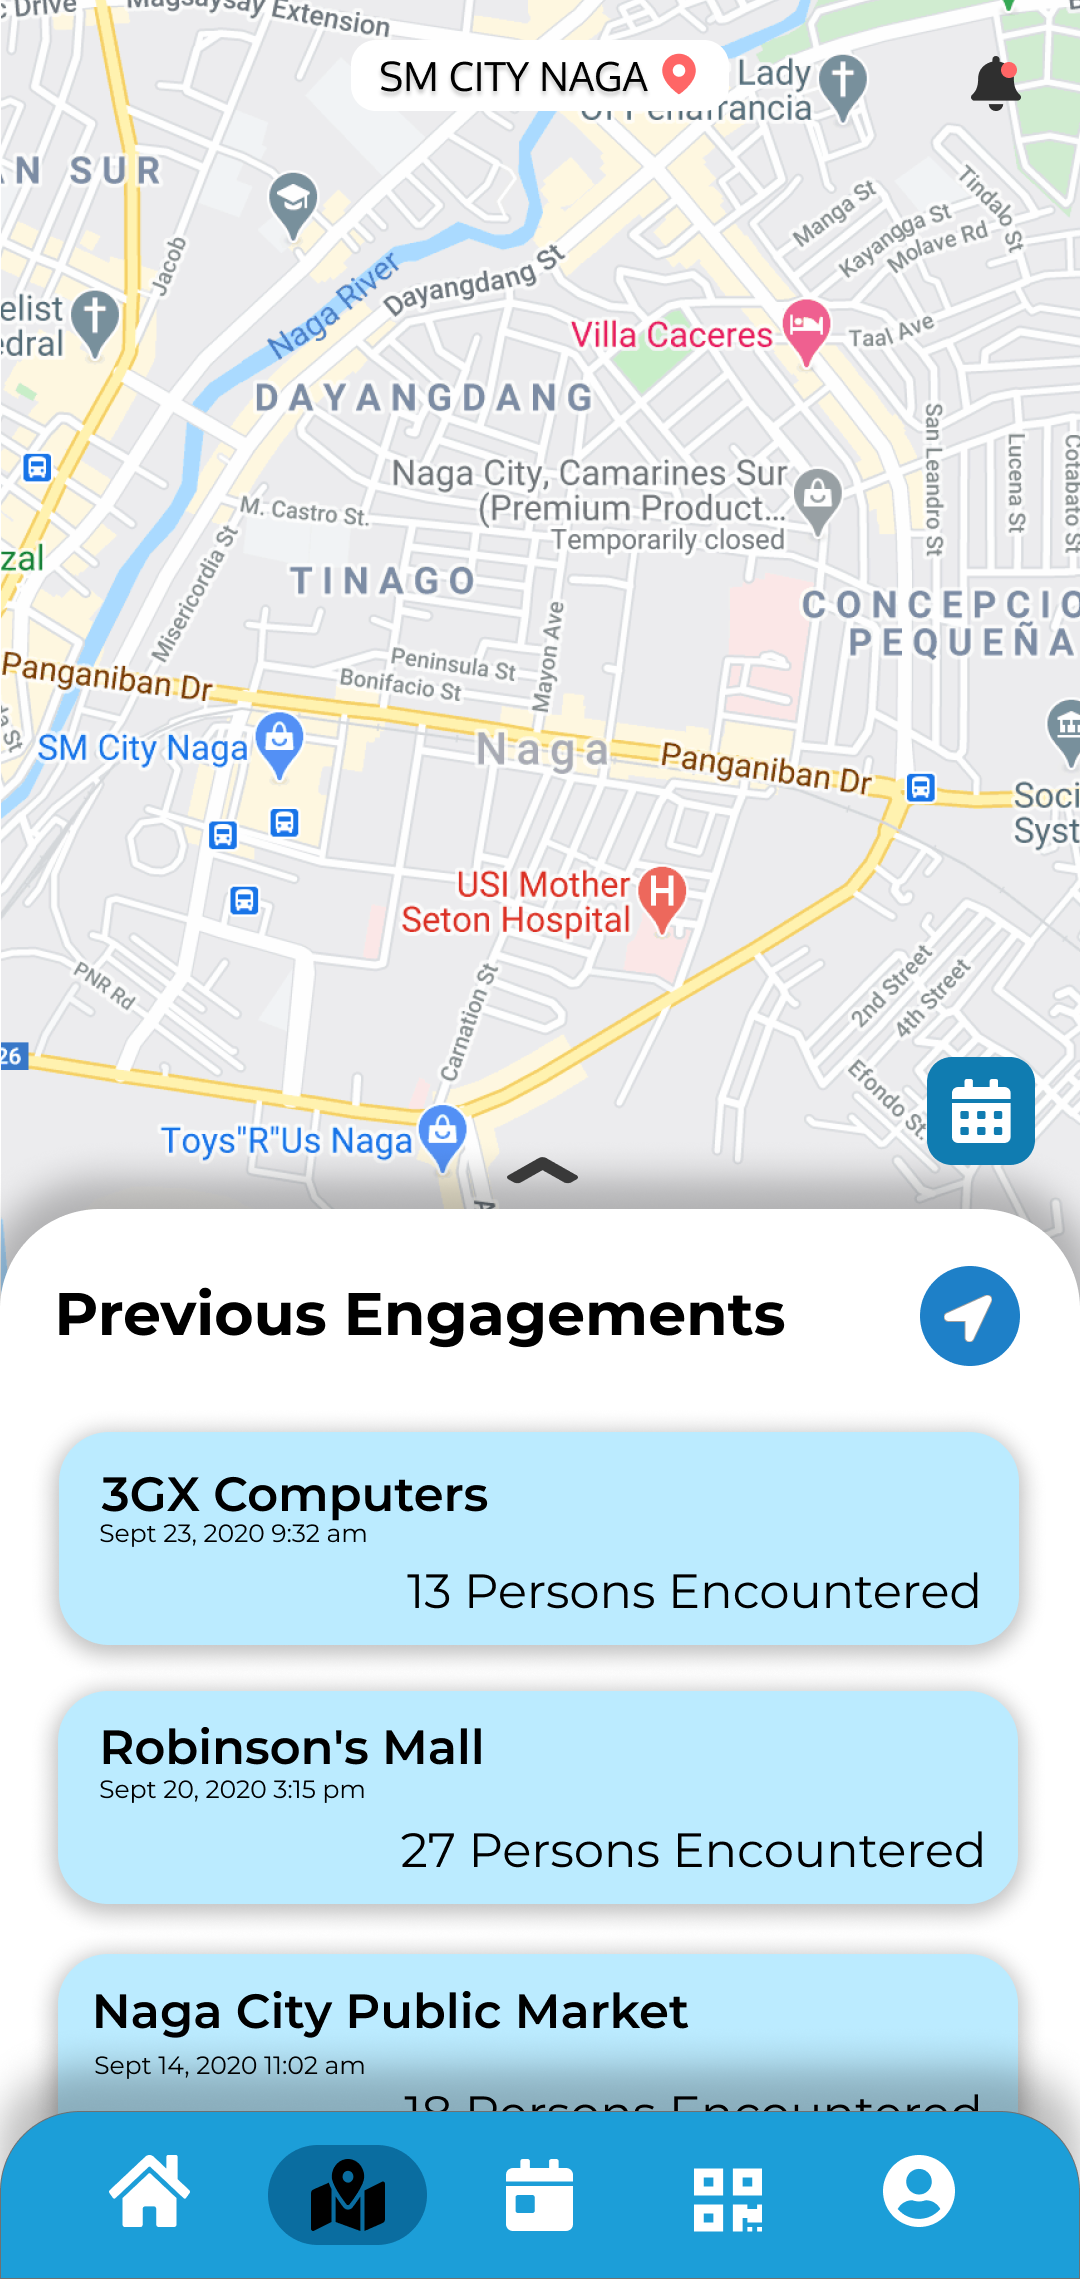 Magsaysay Extension
SM CITY NAGA
Lady
Of Peñafrancia
N SUR
Jacob
Manga St
Kayangga St
Molave Rd
Tindalo St
Naga River
Dayangdang St
elist
edral
Villa Caceres
Taal Ave
DAYANGDANG
San Leandro St
Lucena St
Cotabato St
Naga City, Camarines Sur
(Premium Product...
Temporarily closed
M. Castro St.
Misericordia St
zal
TINAGO
Mayon Ave
CONCEPCIO
PEQUEÑA
Peninsula St
Bonifacio St
Panganiban Dr
SM City Naga
Naga
Panganiban Dr
Soci
Syst
USI Mother
Seton Hospital
PNR Rd
Carnation St
2nd Street
4th Street
26
Efondo St.
Toys"R"Us Naga
Previous Engagements
3GX Computers
Sept 23, 2020 9:32 am
13 Persons Encountered
Robinson's Mall
Sept 20, 2020 3:15 pm
27 Persons Encountered
Naga City Public Market
Sept 14, 2020 11:02 am
18 Persons Encountered